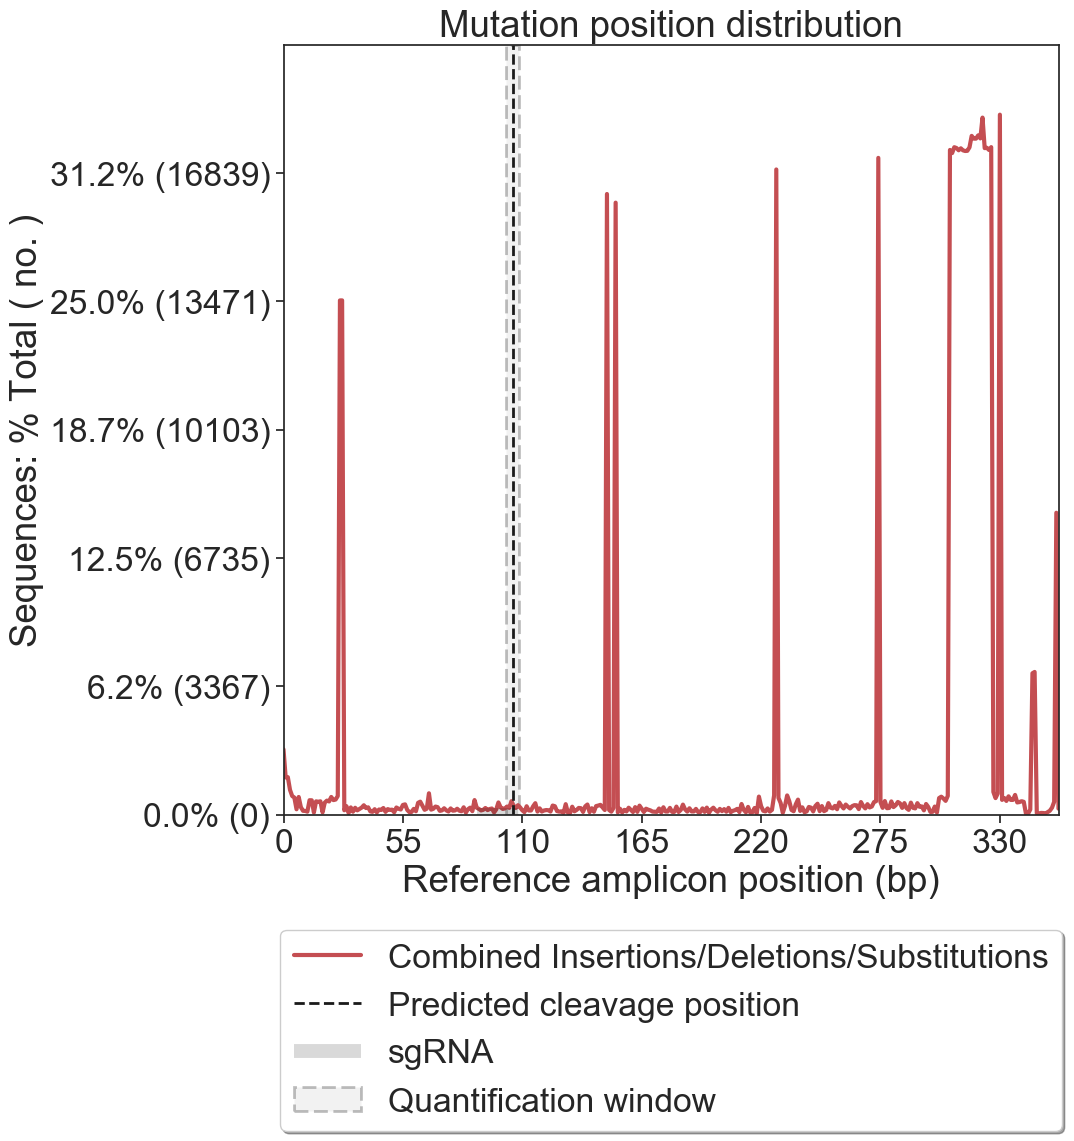 Mutation position distribution
Sequences: % Total ( no. )
31.2% (16839)
25.0% (13471)
18.7% (10103)
12.5% (6735)
6.2% (3367)
0.0% (0)
0 55 110 165 220 275 330
Reference amplicon position (bp)
Combined Insertions/Deletions/Substitutions
Predicted cleavage position
sgRNA
Quantification window